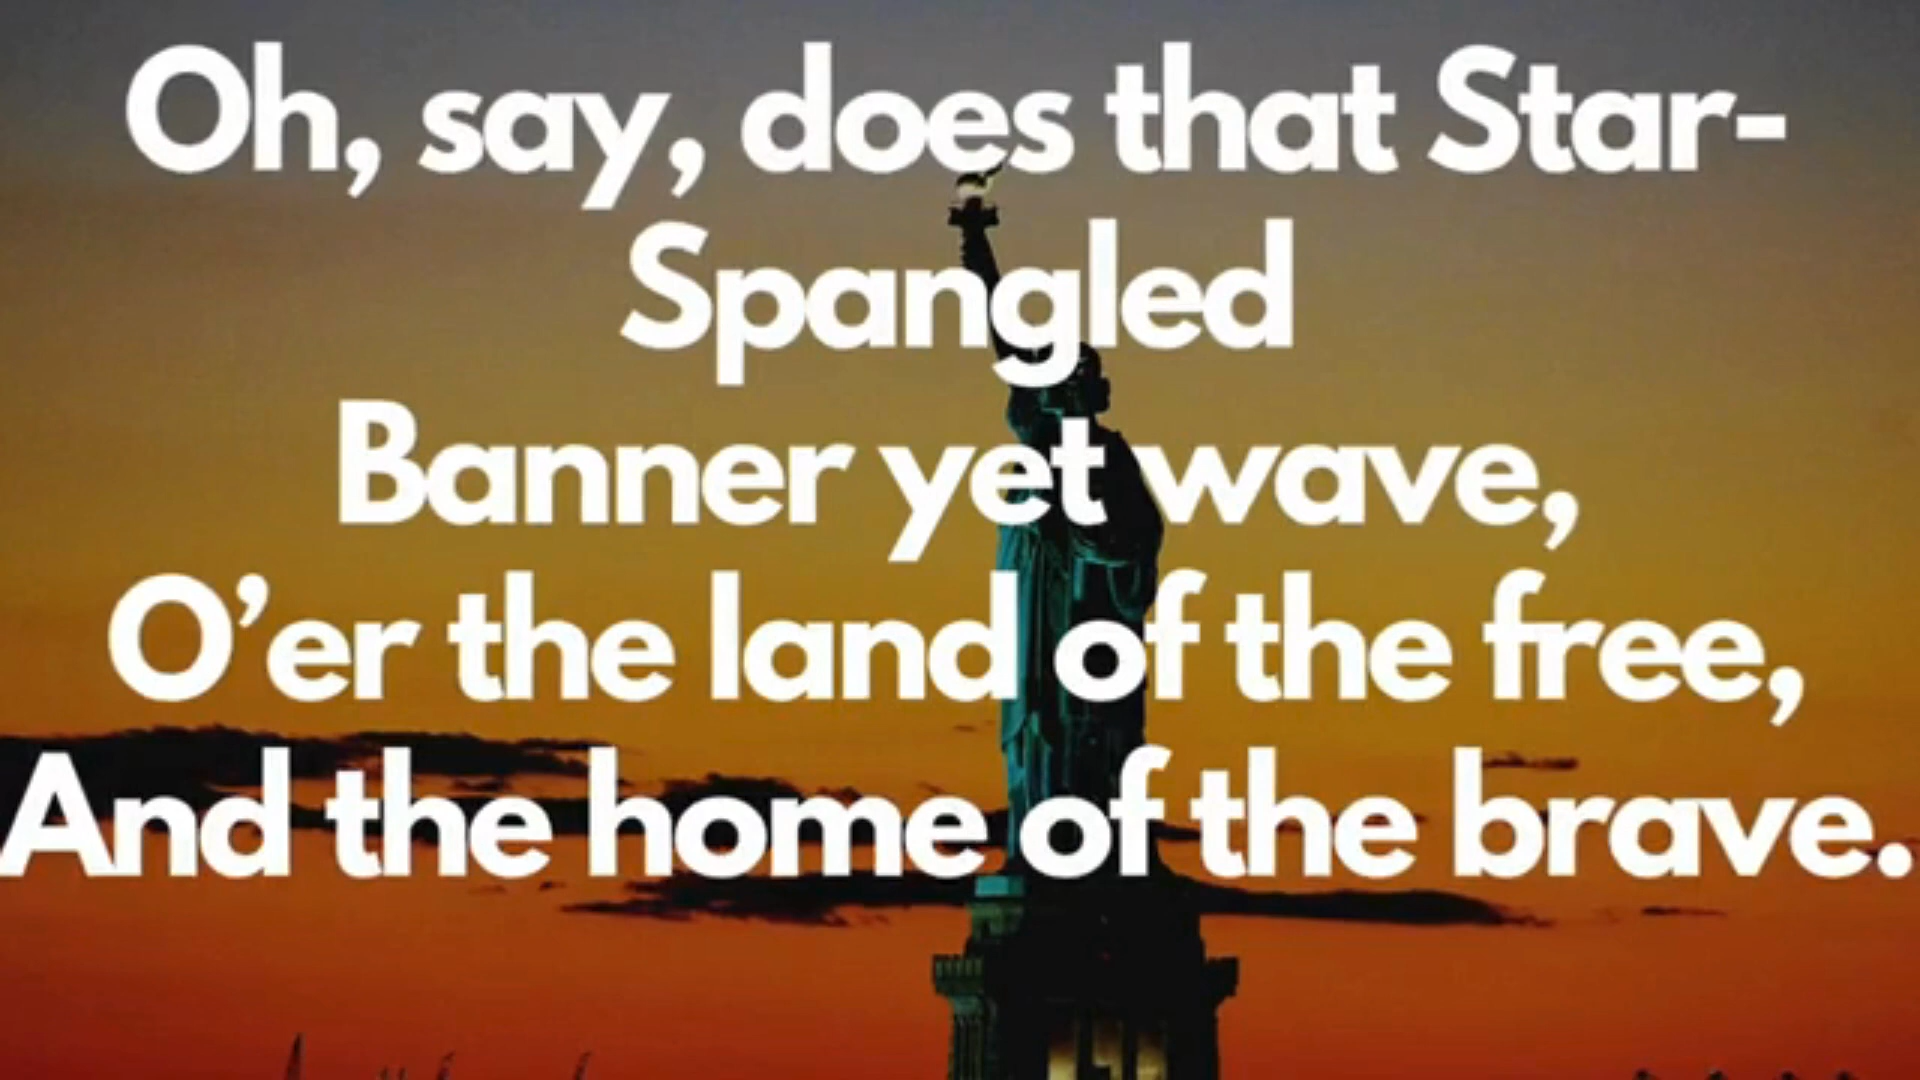 Oh, say, does that Star-
Spangled
Banner yet wave,
O’er the land of the free,
And the home of the brave.